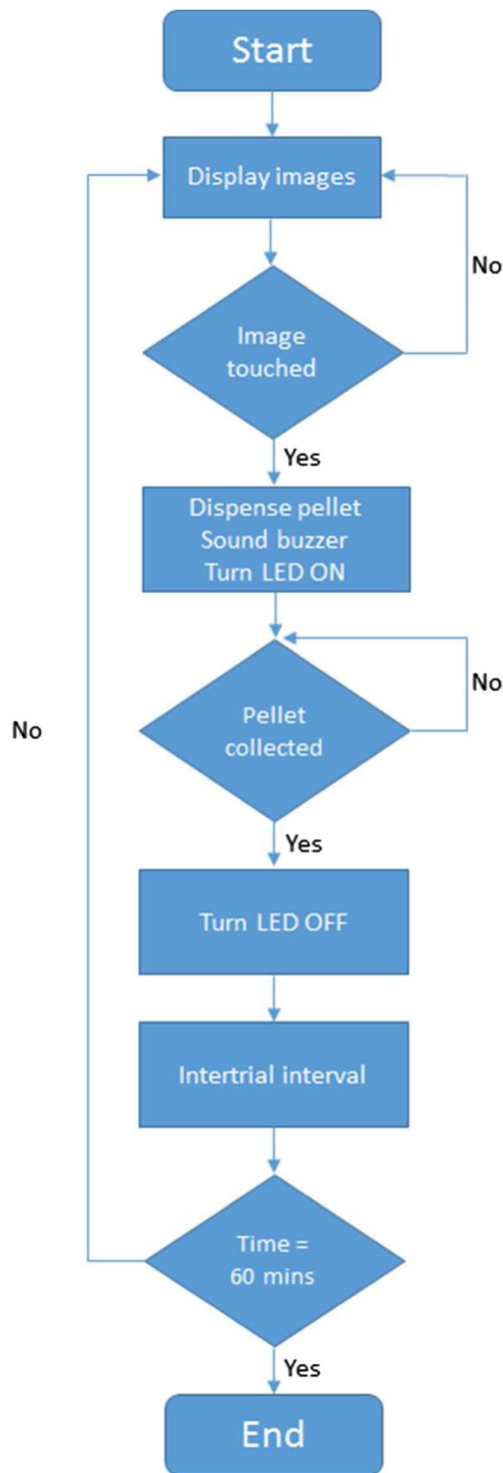 Start
Display images
No
Image
touched
Yes
Dispense pellet
Sound buzzer
Turn LED ON
No
Pellet
collected
No
Yes
Turn LED OFF
Intertrial interval
Time =
60 mins
Yes
End